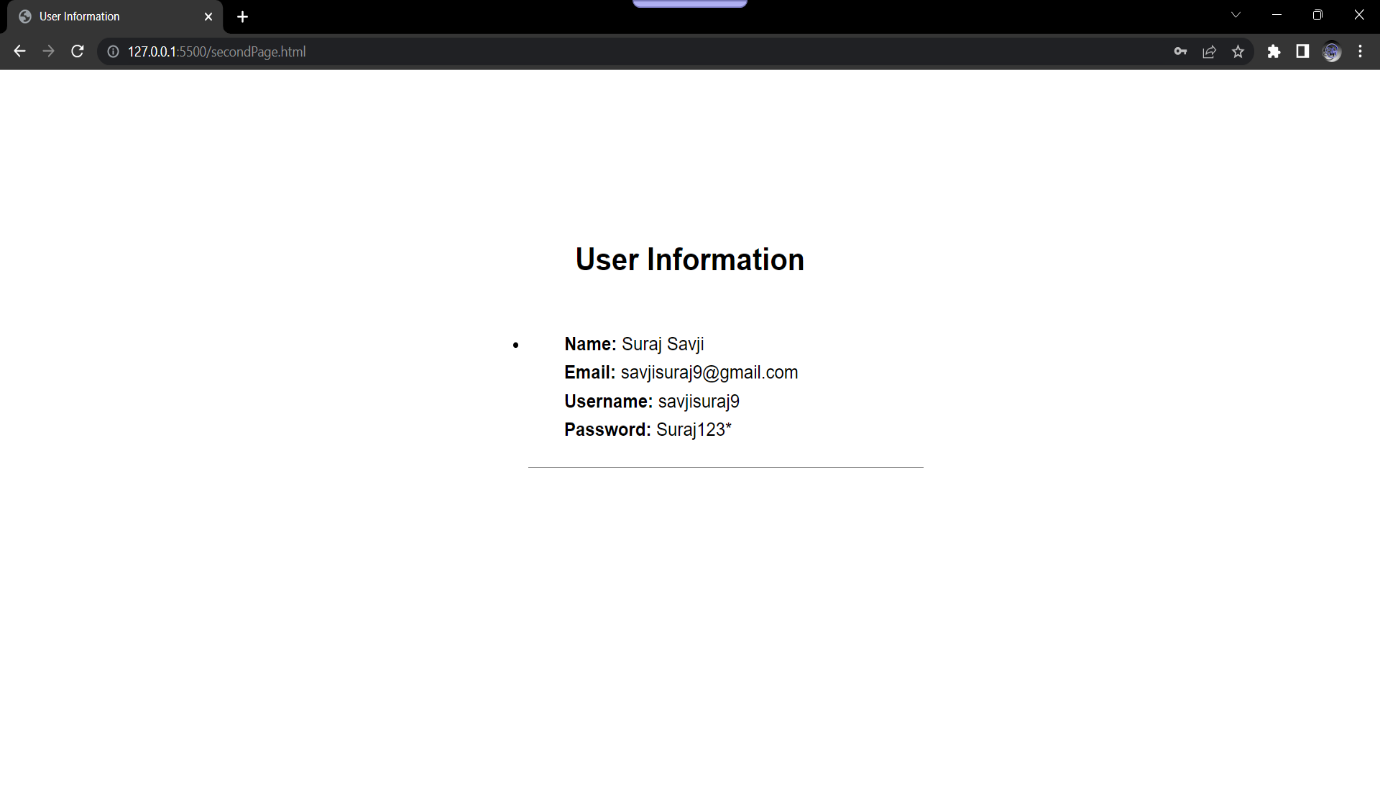 User Information
127.0.0.1:5500/secondPage.html
User Information
Name: Suraj Savji
Email: savjisuraj9@gmail.com
Username: savjisuraj9
Password: Suraj123*